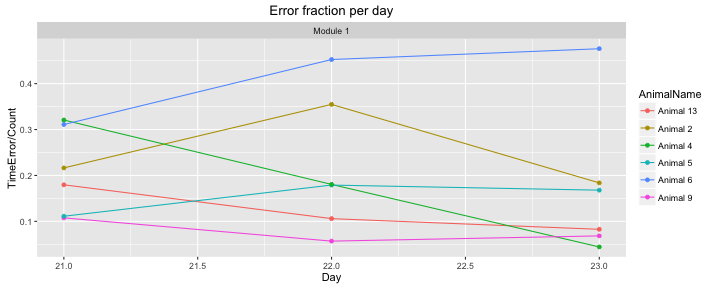 Error fraction per day
Module 1
TimeError/Count
0.4
0.3
0.2
0.1
21.0 21.5 22.0 22.5 23.0
Day
AnimalName
Animal 13
Animal 2
Animal 4
Animal 5
Animal 6
Animal 9